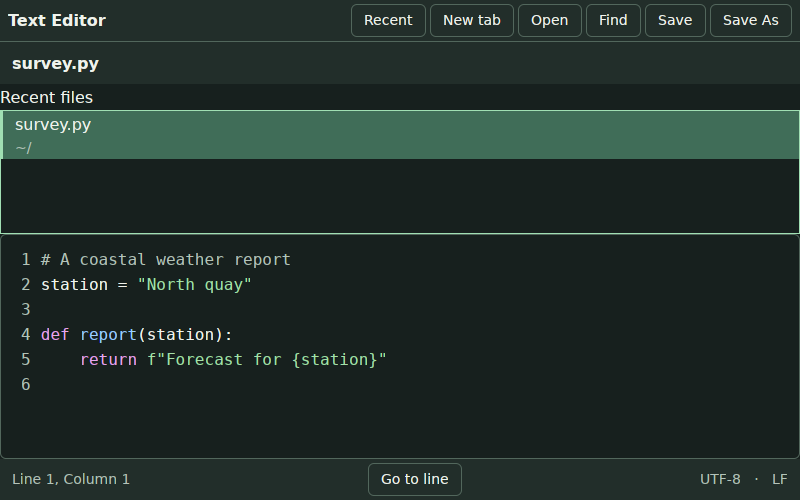 Text Editor
Recent
New tab
Open
Find
Save
Save As
survey.py
Recent files
survey.py
~/
1 # A coastal weather report
2 station = "North quay"
3
4 def report(station):
5     return f"Forecast for {station}"
6
Line 1, Column 1
Go to line
UTF-8 · LF